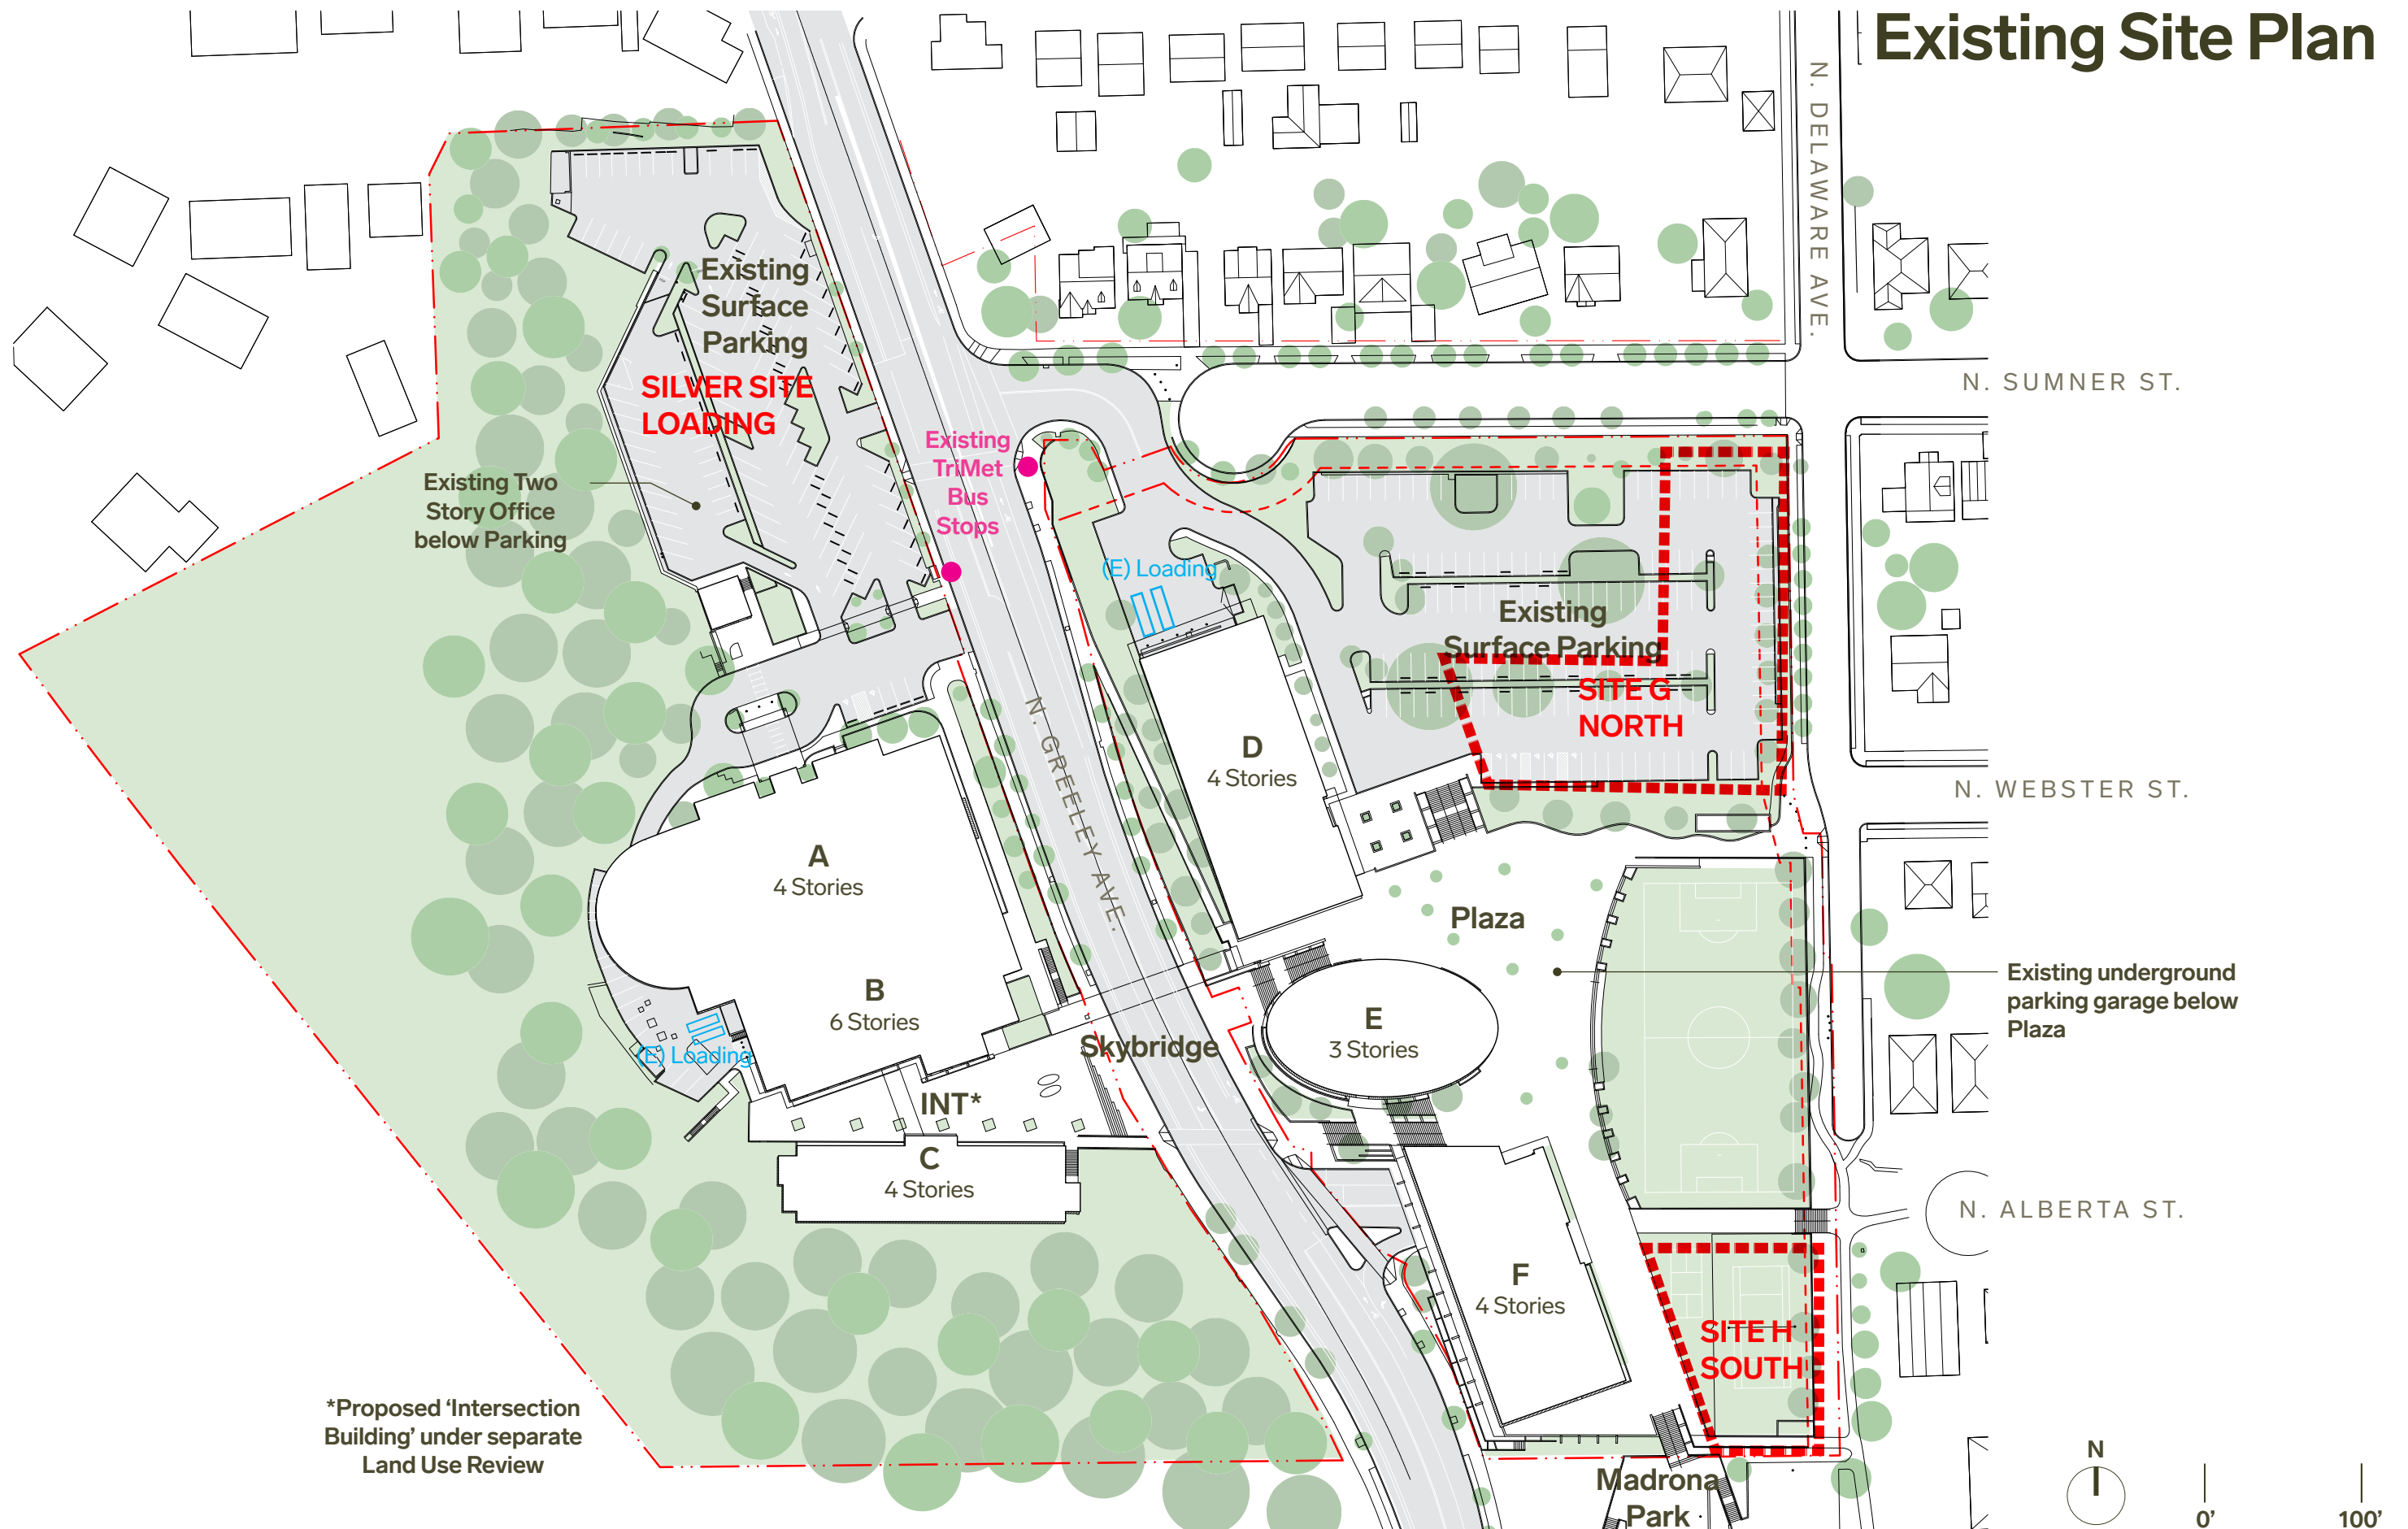 Existing Site Plan
N. DELAWARE AVE.
N. SUMNER ST.
Existing
Surface
Parking
SILVER SITE
LOADING
Existing
TriMet
Bus
Stops
Existing Two
Story Office
below Parking
(E) Loading
Existing
Surface Parking
SITE G
NORTH
N. GREELEY AVE.
D
4 Stories
N. WEBSTER ST.
A
4 Stories
Plaza
Existing underground
parking garage below
Plaza
B
6 Stories
E
3 Stories
(E) Loading
Skybridge
INT*
C
4 Stories
N. ALBERTA ST.
F
4 Stories
SITE H
SOUTH
*Proposed ‘Intersection
Building’ under separate
Land Use Review
Madrona
Park
N
0’
100’